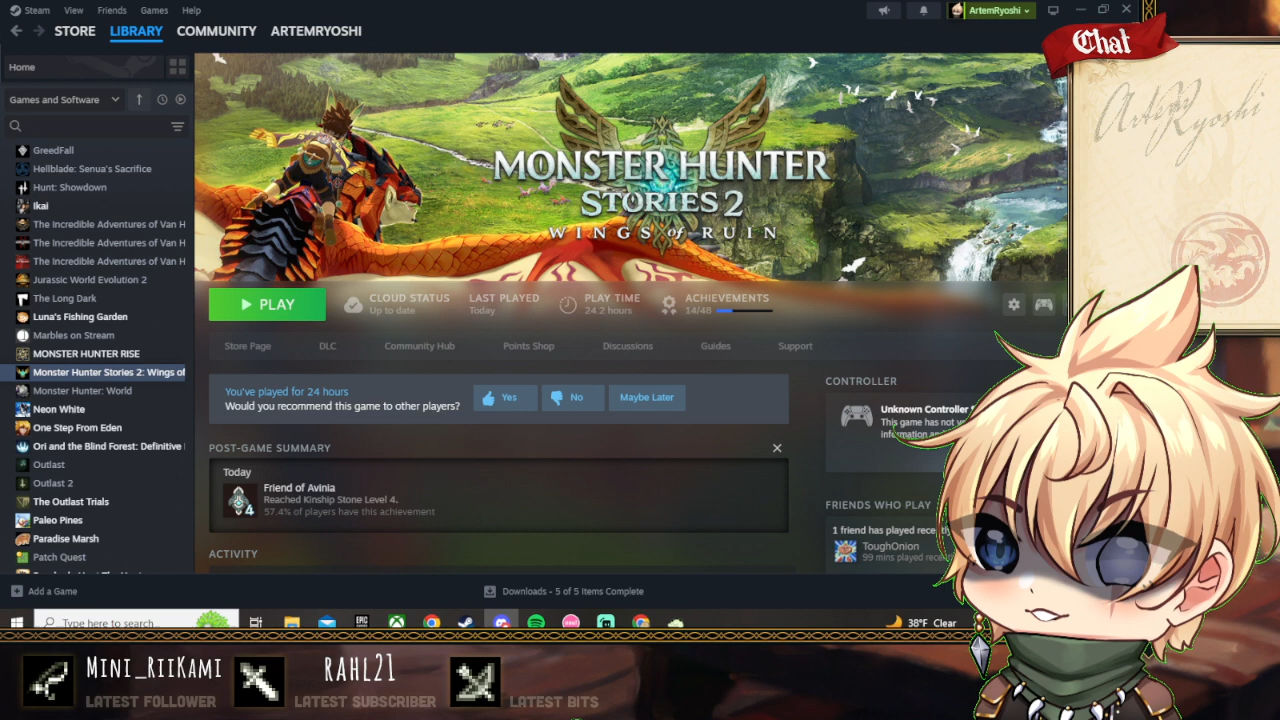 Steam View Friends Games Help
ArtemRyoshi
STORE LIBRARY COMMUNITY ARTEMRYOSHI
Chat
ArtemRyoshi
Home
Games and Software
GreedFall
Hellblade: Senua's Sacrifice
Hunt: Showdown
Ikai
The Incredible Adventures of Van H
The Incredible Adventures of Van H
The Incredible Adventures of Van H
Jurassic World Evolution 2
The Long Dark
Luna's Fishing Garden
Marbles on Stream
MONSTER HUNTER RISE
Monster Hunter Stories 2: Wings of
Monster Hunter: World
Neon White
One Step From Eden
Ori and the Blind Forest: Definitive
Outlast
Outlast 2
The Outlast Trials
Paleo Pines
Paradise Marsh
Patch Quest
MONSTER HUNTER
STORIES 2
WINGS of RUIN
PLAY
CLOUD STATUS
Up to date
LAST PLAYED
Today
PLAY TIME
24.2 hours
ACHIEVEMENTS
14/48
Store Page DLC Community Hub Points Shop Discussions Guides Support
You've played for 24 hours
Would you recommend this game to other players?
Yes No Maybe Later
POST-GAME SUMMARY
Today
4
Friend of Avinia
Reached Kinship Stone Level 4.
57.4% of players have this achievement
ACTIVITY
CONTROLLER
Unknown Controller
This game has not
information and
FRIENDS WHO PLAY
1 friend has played
ToughOnion
99 mins played
Add a Game
Downloads - 5 of 5 Items Complete
Type here to search
EPIC
38°F Clear
Mini_RiiKami
LATEST FOLLOWER
RAHL21
LATEST SUBSCRIBER
LATEST BITS